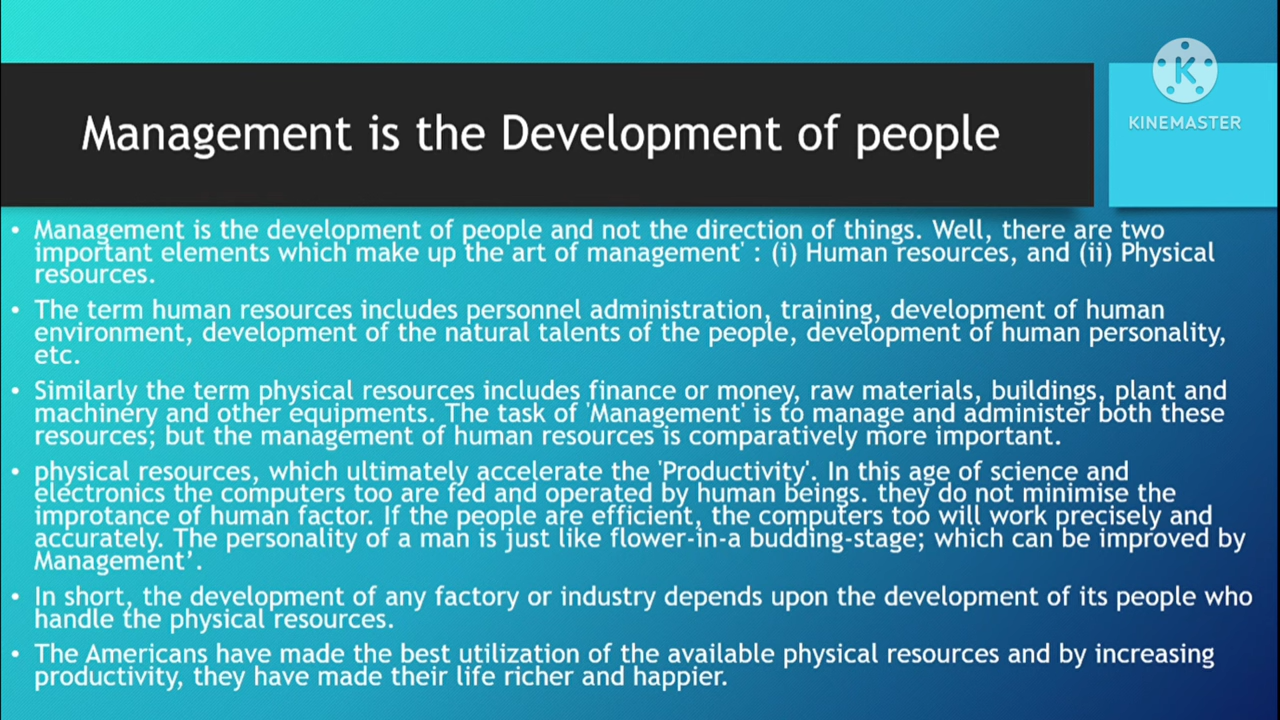 K
KINEMASTER
Management is the Development of people
• Management is the development of people and not the direction of things. Well, there are two
important elements which make up the art of management' : (i) Human resources, and (ii) Physical
resources.
• The term human resources includes personnel administration, training, development of human
environment, development of the natural talents of the people, development of human personality,
etc.
• Similarly the term physical resources includes finance or money, raw materials, buildings, plant and
machinery and other equipments. The task of 'Management' is to manage and administer both these
resources; but the management of human resources is comparatively more important.
• physical resources, which ultimately accelerate the 'Productivity'. In this age of science and
electronics the computers too are fed and operated by human beings. they do not minimise the
improtance of human factor. If the people are efficient, the computers too will work precisely and
accurately. The personality of a man is just like flower-in-a budding-stage; which can be improved by
Management’.
• In short, the development of any factory or industry depends upon the development of its people who
handle the physical resources.
• The Americans have made the best utilization of the available physical resources and by increasing
productivity, they have made their life richer and happier.